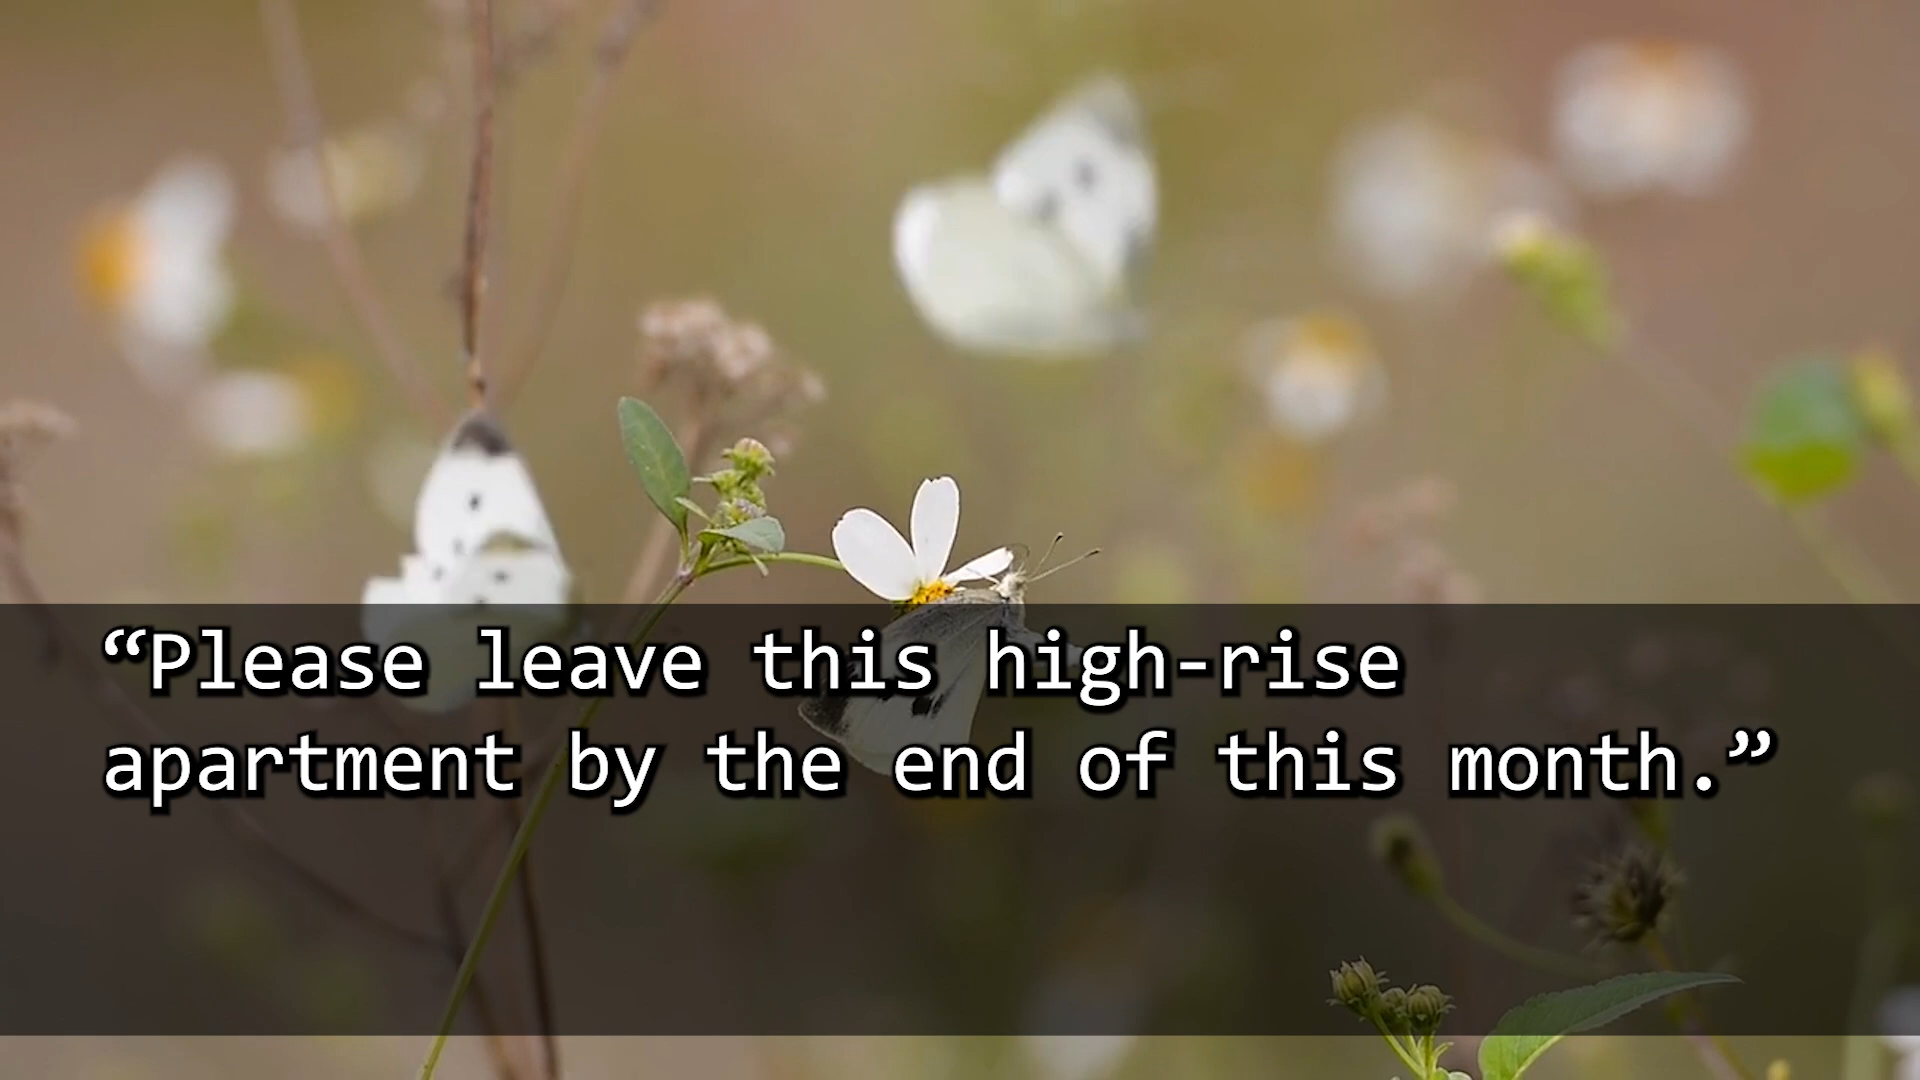 “Please leave this high-rise
apartment by the end of this month.”